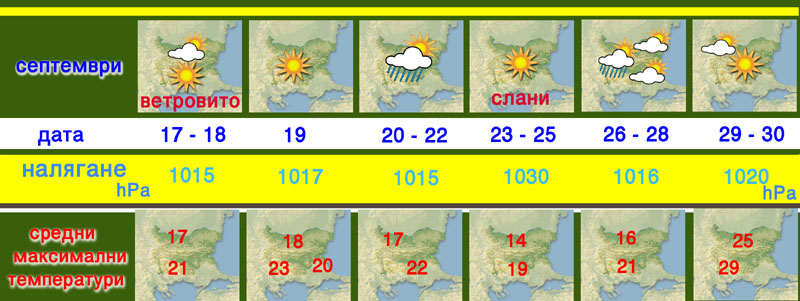 септември
ветровито
слани
дата 17 - 18 19 20 - 22 23 - 25 26 - 28 29 - 30
налягане hPa 1015 1017 1015 1030 1016 1020 hPa
средни 17 18 17 14 16 25
максимални
температури 21 23 20 22 19 21 29